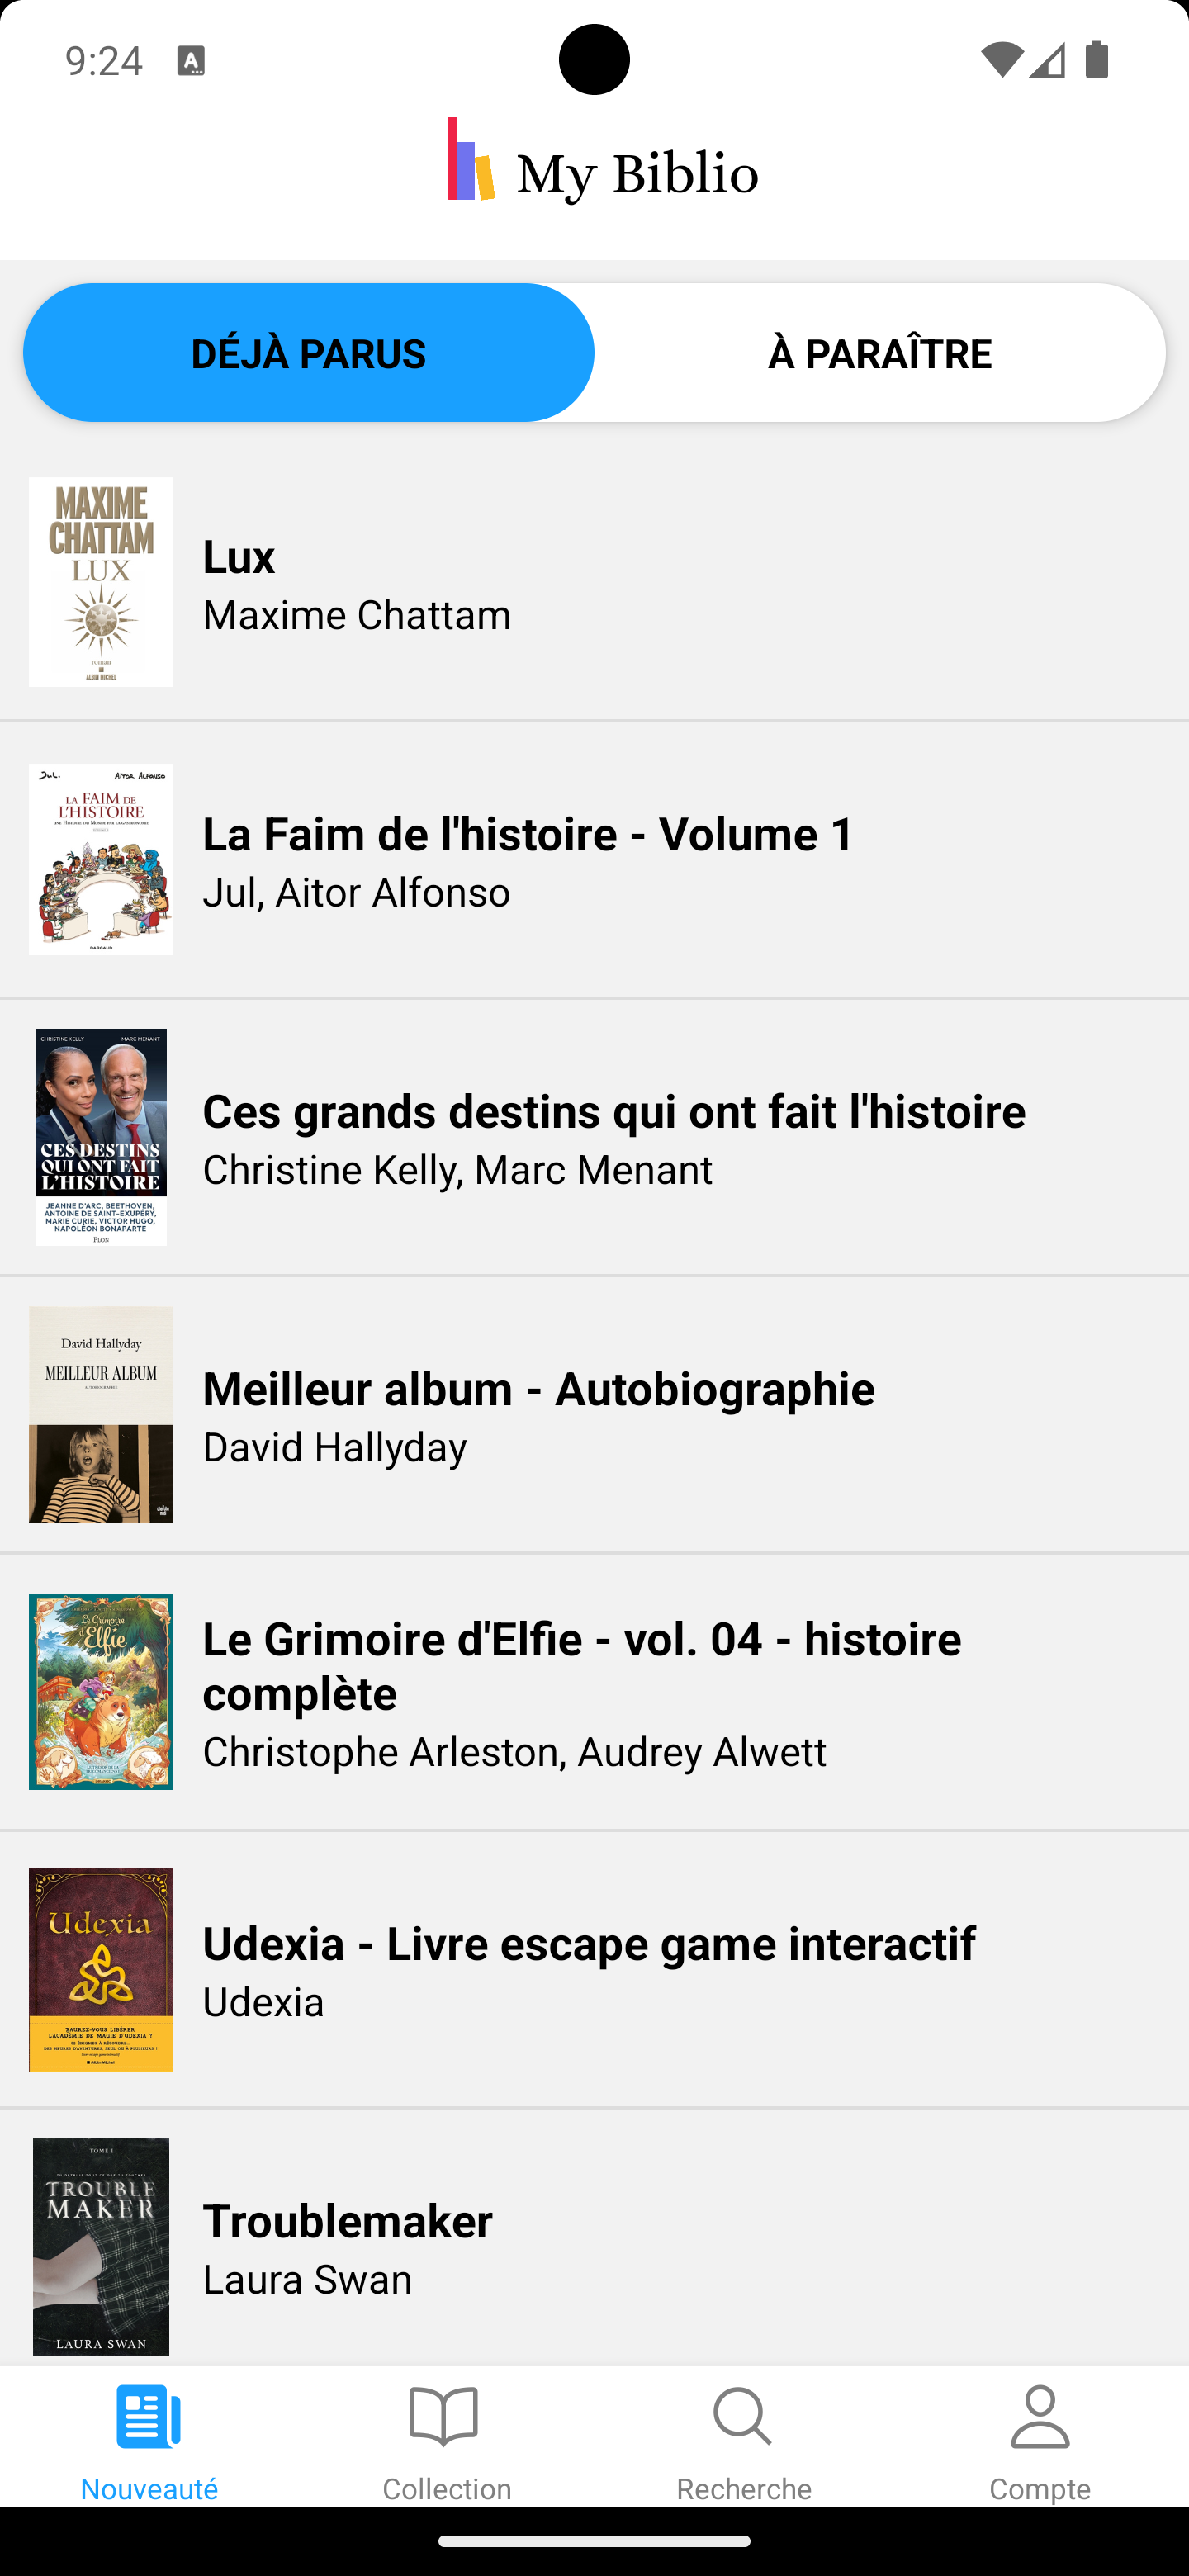 9:24
My Biblio
DÉJÀ PARUS
À PARAÎTRE
MAXIME
CHATTAM
LUX
roman
ALBIN MICHEL
Lux
Maxime Chattam
Jul.
Aitor Alfonso
LA FAIM DE
L'HISTOIRE
DARGAUD
La Faim de l'histoire - Volume 1
Jul, Aitor Alfonso
CHRISTINE KELLY
MARC MENANT
CES DESTINS
QUI ONT FAIT
L'HISTOIRE
JEANNE D'ARC, BEETHOVEN,
ANTOINE DE SAINT-EXUPÉRY,
MARIE CURIE, VICTOR HUGO,
NAPOLÉON BONAPARTE
PLON
Ces grands destins qui ont fait l'histoire
Christine Kelly, Marc Menant
David Hallyday
MEILLEUR ALBUM
Meilleur album - Autobiographie
David Hallyday
Le Grimoire
d'Elfie
Le Grimoire d'Elfie - vol. 04 - histoire
complète
Christophe Arleston, Audrey Alwett
Udexia
SAUREZ-VOUS LIBÉRER
L'ACADÉMIE DE MAGIE D'UDEXIA ?
Albin Michel
Udexia - Livre escape game interactif
Udexia
TOME 1
TROUBLE
MAKER
LAURA SWAN
Troublemaker
Laura Swan
Nouveauté
Collection
Recherche
Compte